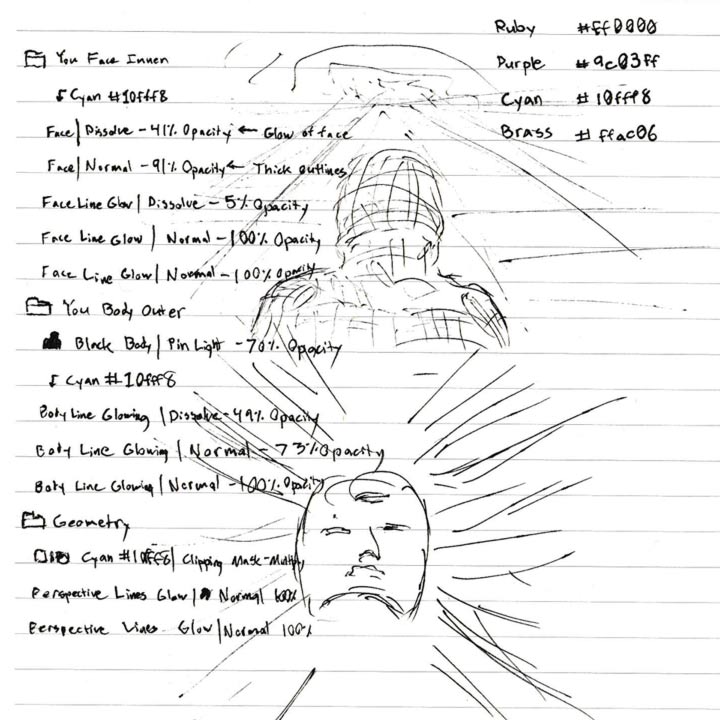 Ruby #ff0000
Purple #9c03ff
Cyan #10fff8
Brass #ffac06
You Face Inner
Cyan #10fff8
Face | Dissolve - 41% Opacity ← Glow of face
Face | Normal - 91% Opacity ← Thick outlines
Face Line Glow | Dissolve - 5% Opacity
Face Line Glow | Normal - 100% Opacity
Face Line Glow | Normal - 100% Opacity
You Body Outer
Black Body | Pin Light - 70% Opacity
Cyan #10fff8
Body Line Glowing | Dissolve - 49% Opacity
Body Line Glowing | Normal - 73% Opacity
Body Line Glowing | Normal - 100% Opacity
Geometry
Cyan #10fff8 | Clipping Mask - Multiply
Perspective Lines Glow | Normal 100%
Perspective Lines Glow | Normal 100%